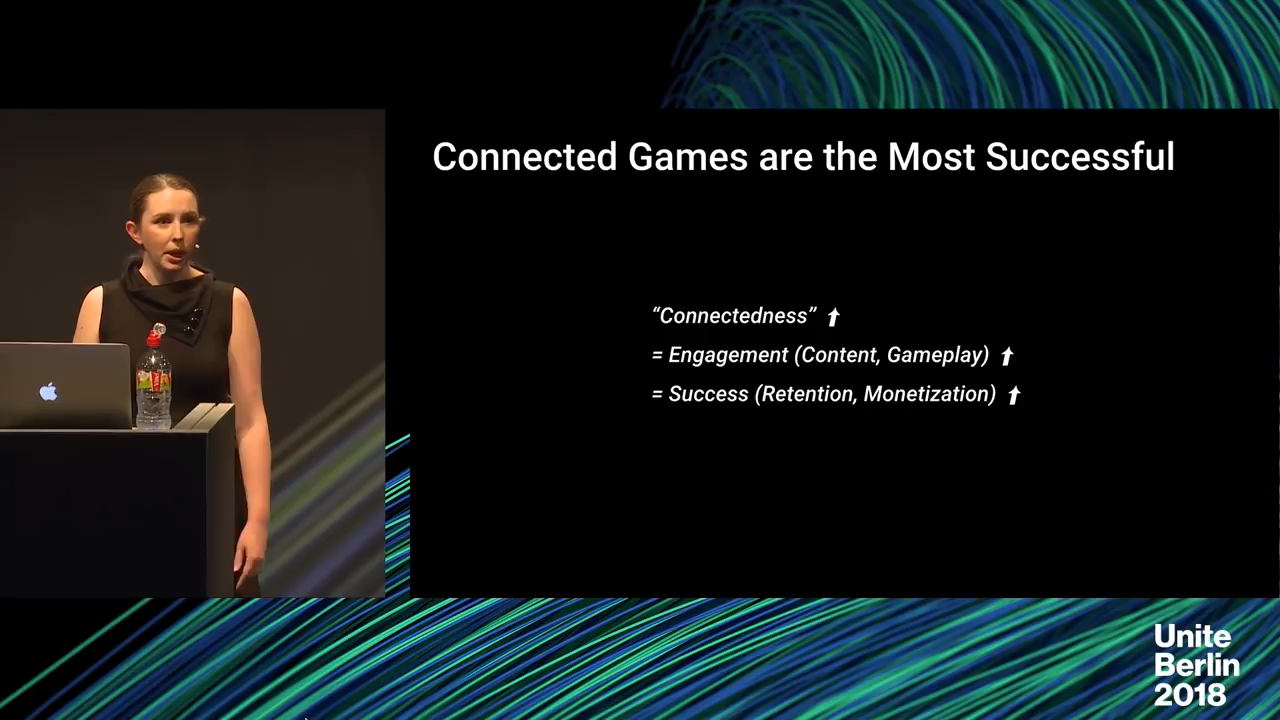 Connected Games are the Most Successful
“Connectedness” ⬆
= Engagement (Content, Gameplay) ⬆
= Success (Retention, Monetization) ⬆
Unite
Berlin
2018